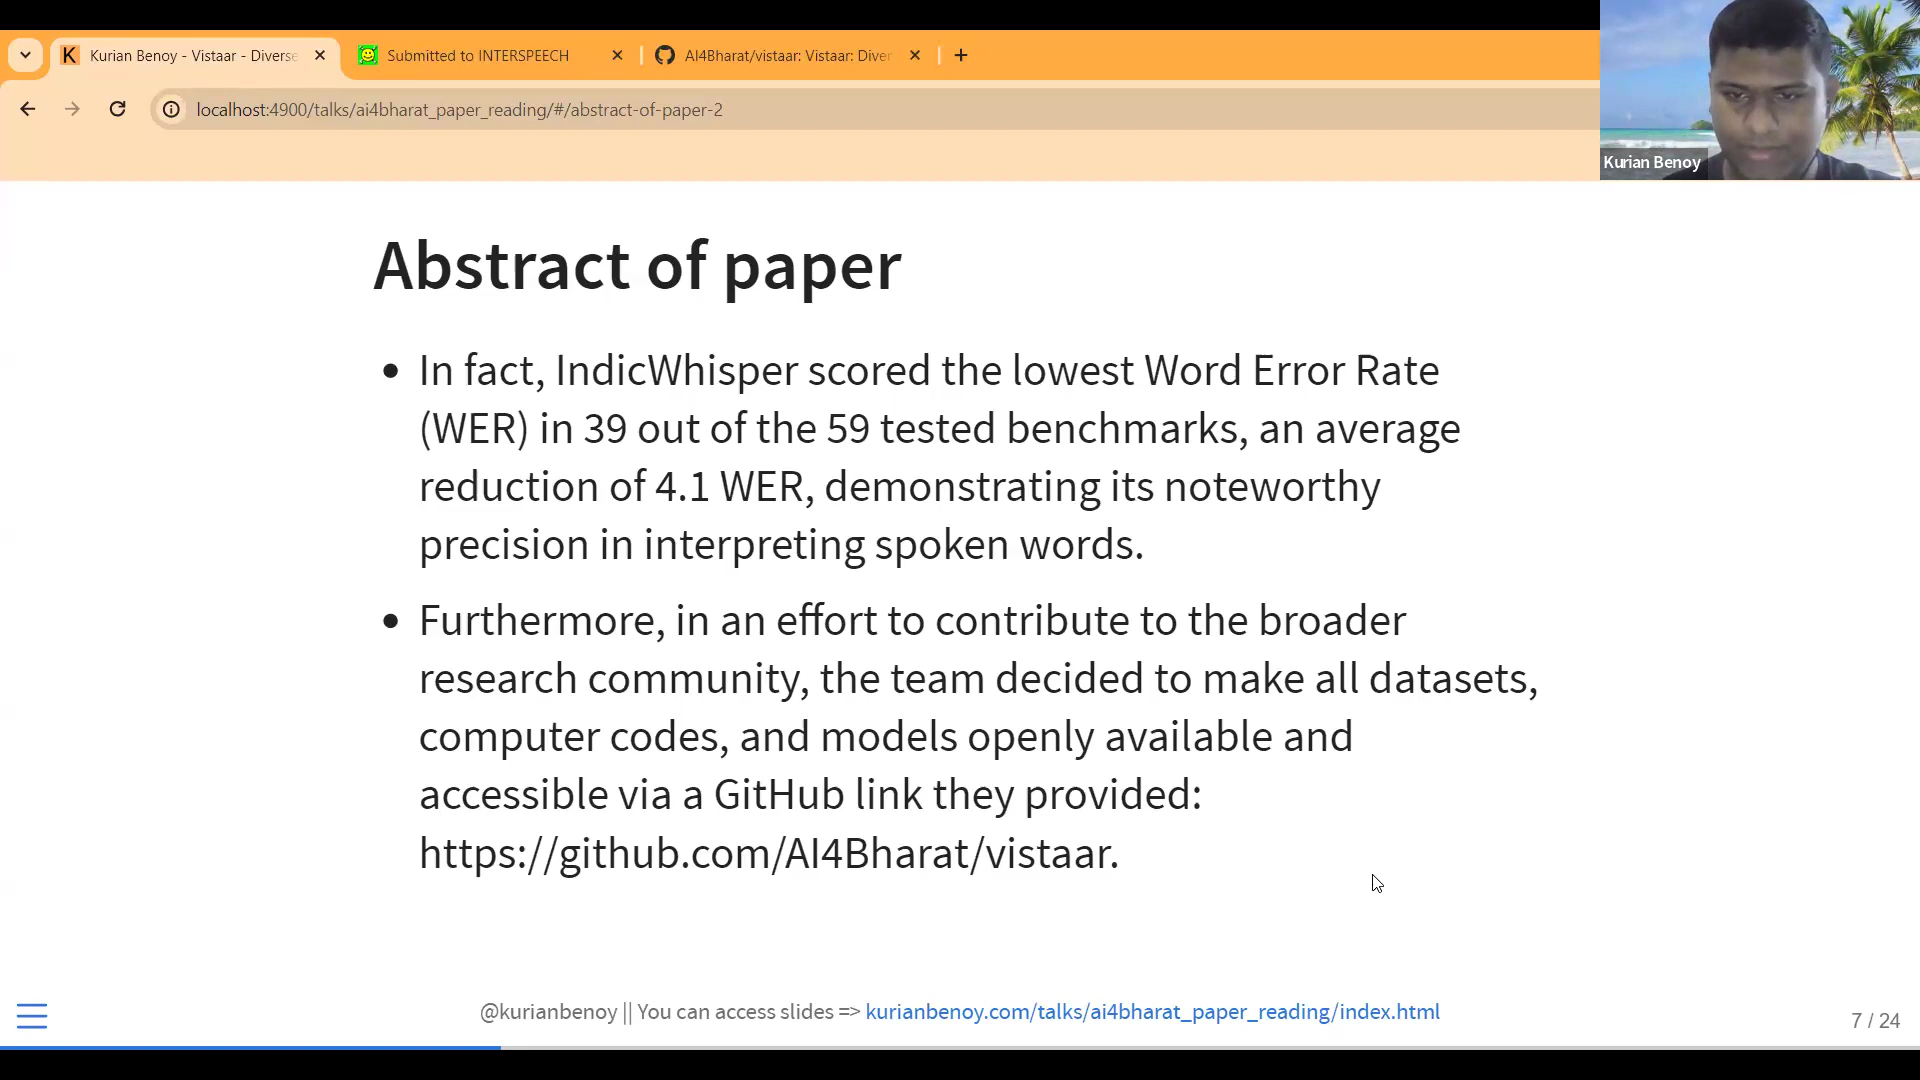 Kurian Benoy - Vistaar - Diverse
Submitted to INTERSPEECH
AI4Bharat/vistaar: Vistaar: Diver
localhost:4900/talks/ai4bharat_paper_reading/#/abstract-of-paper-2
Kurian Benoy
Abstract of paper
• In fact, IndicWhisper scored the lowest Word Error Rate
(WER) in 39 out of the 59 tested benchmarks, an average
reduction of 4.1 WER, demonstrating its noteworthy
precision in interpreting spoken words.
• Furthermore, in an effort to contribute to the broader
research community, the team decided to make all datasets,
computer codes, and models openly available and
accessible via a GitHub link they provided:
https://github.com/AI4Bharat/vistaar.
@kurianbenoy || You can access slides => kurianbenoy.com/talks/ai4bharat_paper_reading/index.html
7 / 24